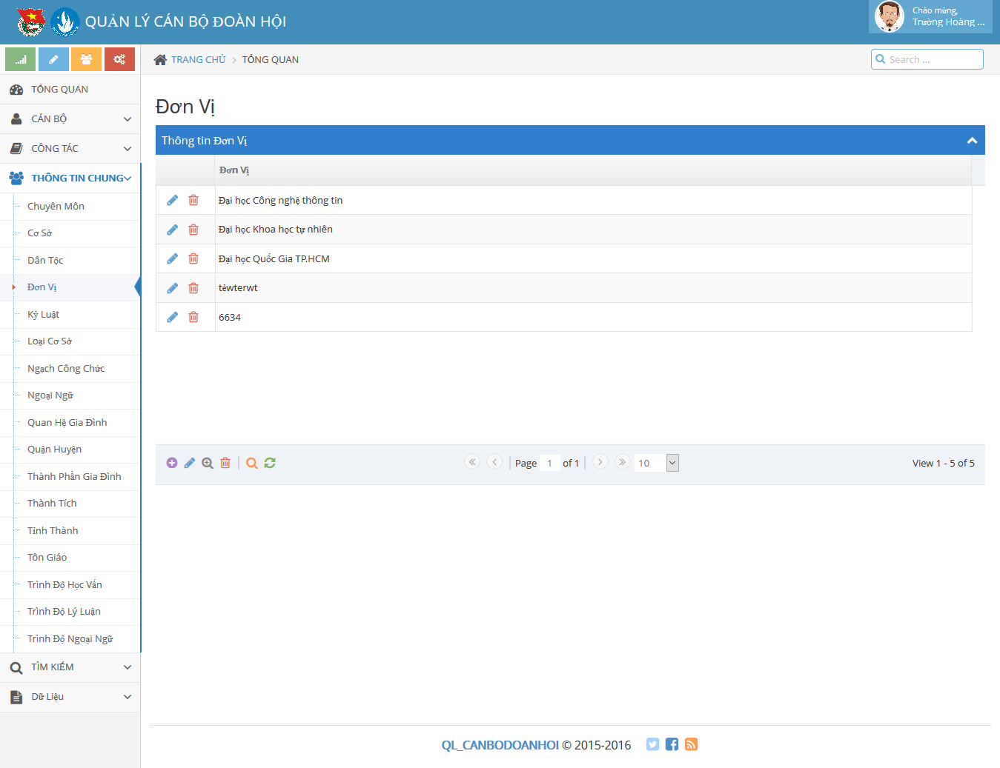 QUẢN LÝ CÁN BỘ ĐOÀN HỘI
Chào mừng,
Trường Hoàng ...
TRANG CHỦ
TỔNG QUAN
Search ...
TỔNG QUAN
CÁN BỘ
CÔNG TÁC
THÔNG TIN CHUNG
Chuyên Môn
Cơ Sở
Dân Tộc
Đơn Vị
Kỷ Luật
Loại Cơ Sở
Ngạch Công Chức
Ngoại Ngữ
Quan Hệ Gia Đình
Quận Huyện
Thành Phần Gia Đình
Thành Tích
Tỉnh Thành
Tôn Giáo
Trình Độ Học Vấn
Trình Độ Lý Luận
Trình Độ Ngoại Ngữ
TÌM KIẾM
Dữ Liệu
Đơn Vị
Thông tin Đơn Vị
Đơn Vị
Đại học Công nghệ thông tin
Đại học Khoa học tự nhiên
Đại học Quốc Gia TP.HCM
têwterwt
6634
Page 1 of 1
10
View 1 - 5 of 5
QL_CANBODOANHOI © 2015-2016